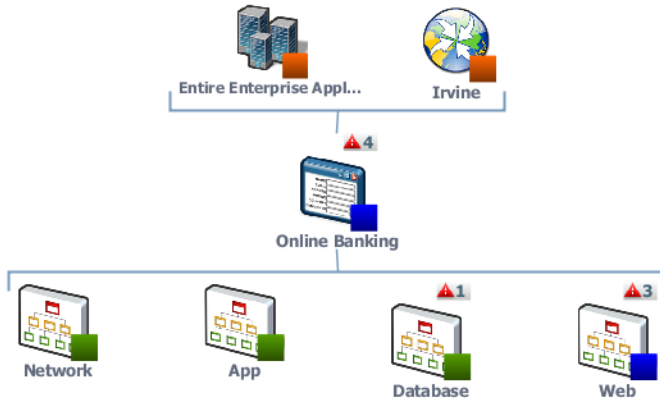 Entire Enterprise Appl...
Irvine
4
Online Banking
1
3
Network
App
Database
Web